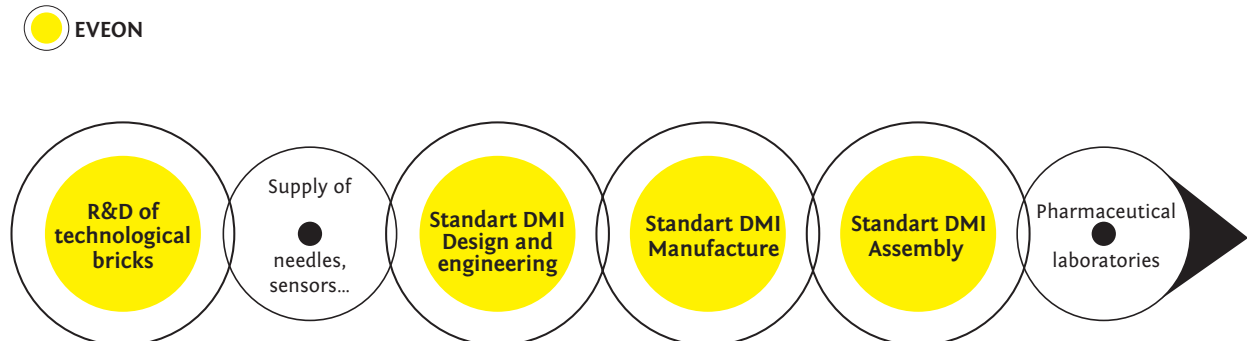 EVEON
R&D of
technological
bricks
Supply of
needles,
sensors...
Standart DMI
Design and
engineering
Standart DMI
Manufacture
Standart DMI
Assembly
Pharmaceutical
laboratories